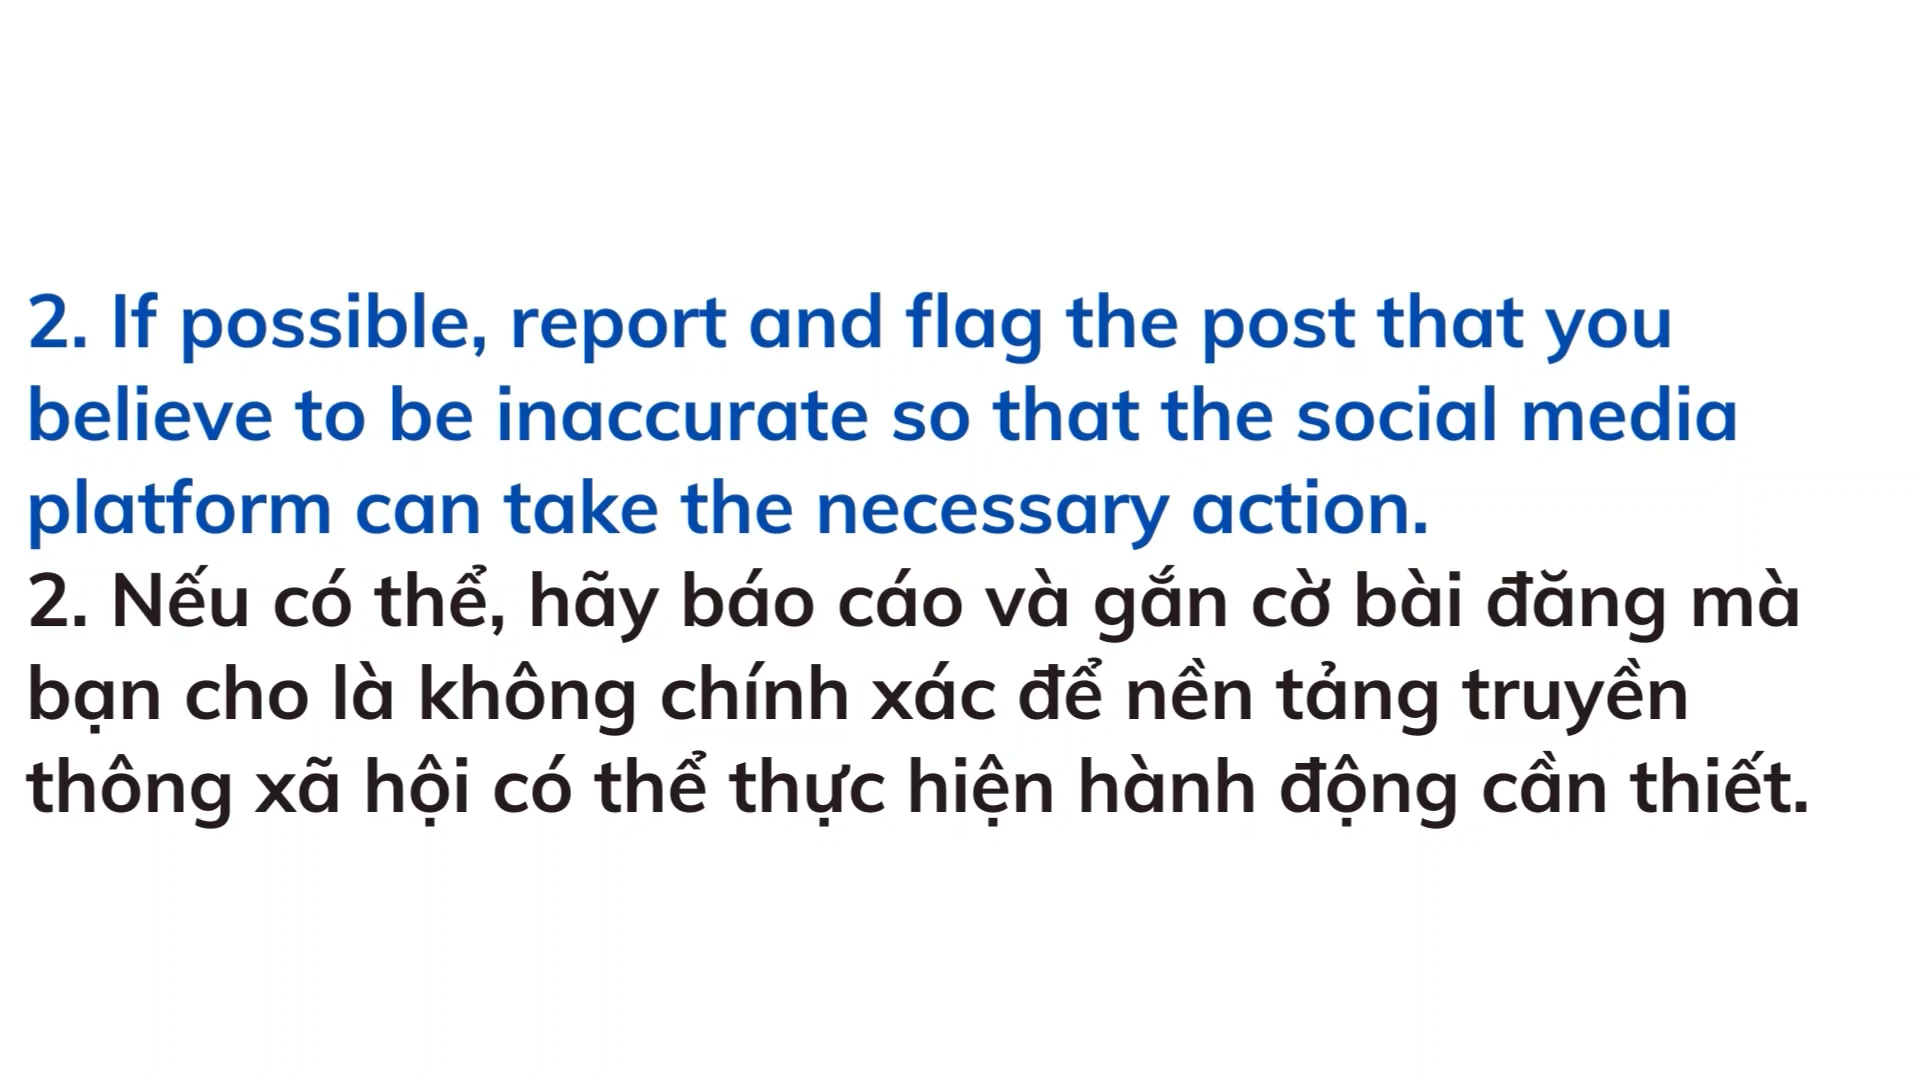 2. If possible, report and flag the post that you
believe to be inaccurate so that the social media
platform can take the necessary action.
2. Nếu có thể, hãy báo cáo và gắn cờ bài đăng mà
bạn cho là không chính xác để nền tảng truyền
thông xã hội có thể thực hiện hành động cần thiết.